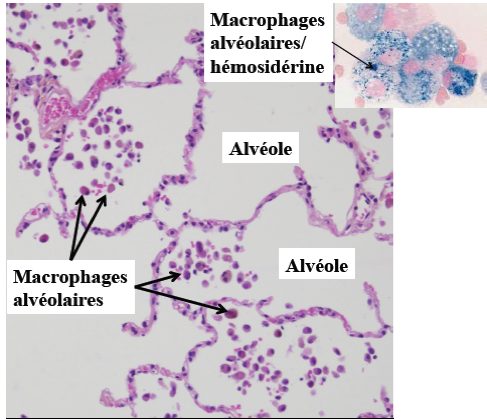 Macrophages
alvéolaires/
hémosidérine
Alvéole
Alvéole
Macrophages
alvéolaires